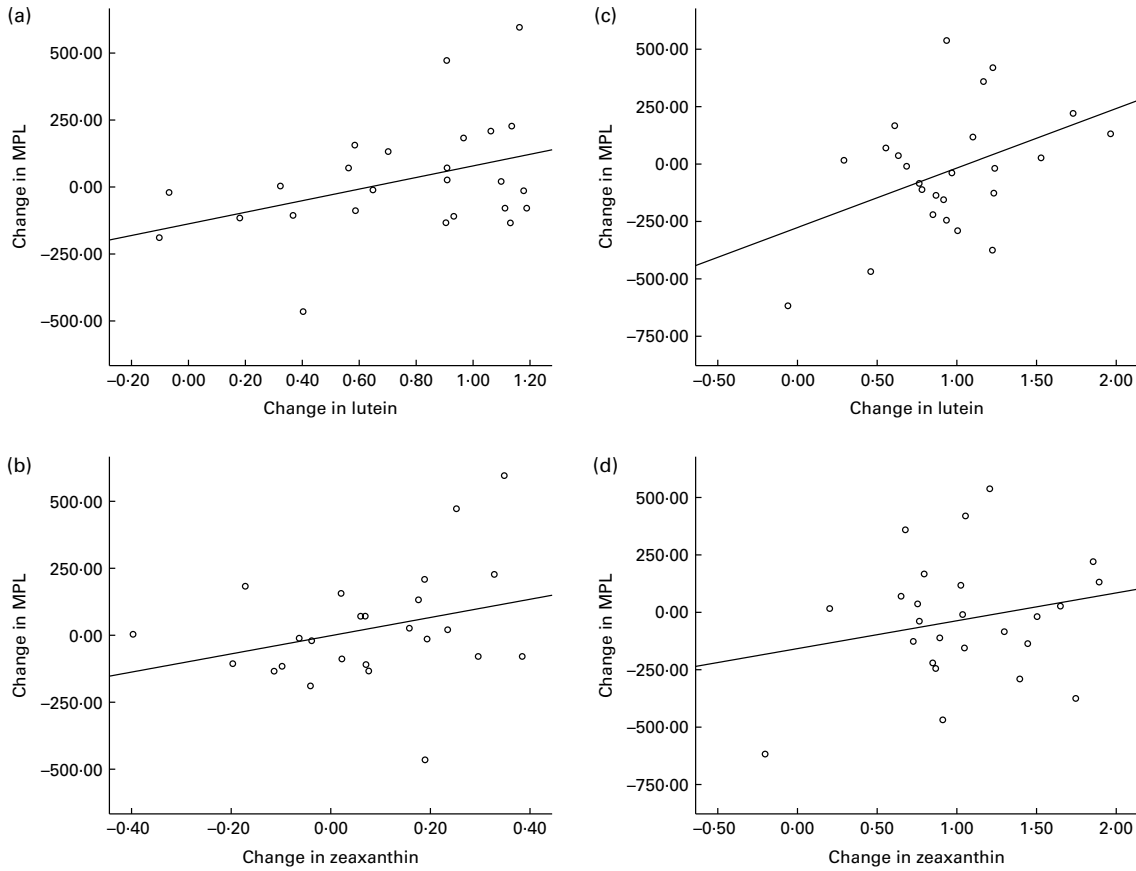 (a)
500·00
250·00
0·00
−250·00
−500·00
Change in MPL
−0·20 0·00 0·20 0·40 0·60 0·80 1·00 1·20
Change in lutein
(c)
500·00
250·00
0·00
−250·00
−500·00
−750·00
Change in MPL
−0·50 0·00 0·50 1·00 1·50 2·00
Change in lutein
(b)
500·00
250·00
0·00
−250·00
−500·00
Change in MPL
−0·40 −0·20 0·00 0·20 0·40
Change in zeaxanthin
(d)
500·00
250·00
0·00
−250·00
−500·00
−750·00
Change in MPL
−0·50 0·00 0·50 1·00 1·50 2·00
Change in zeaxanthin